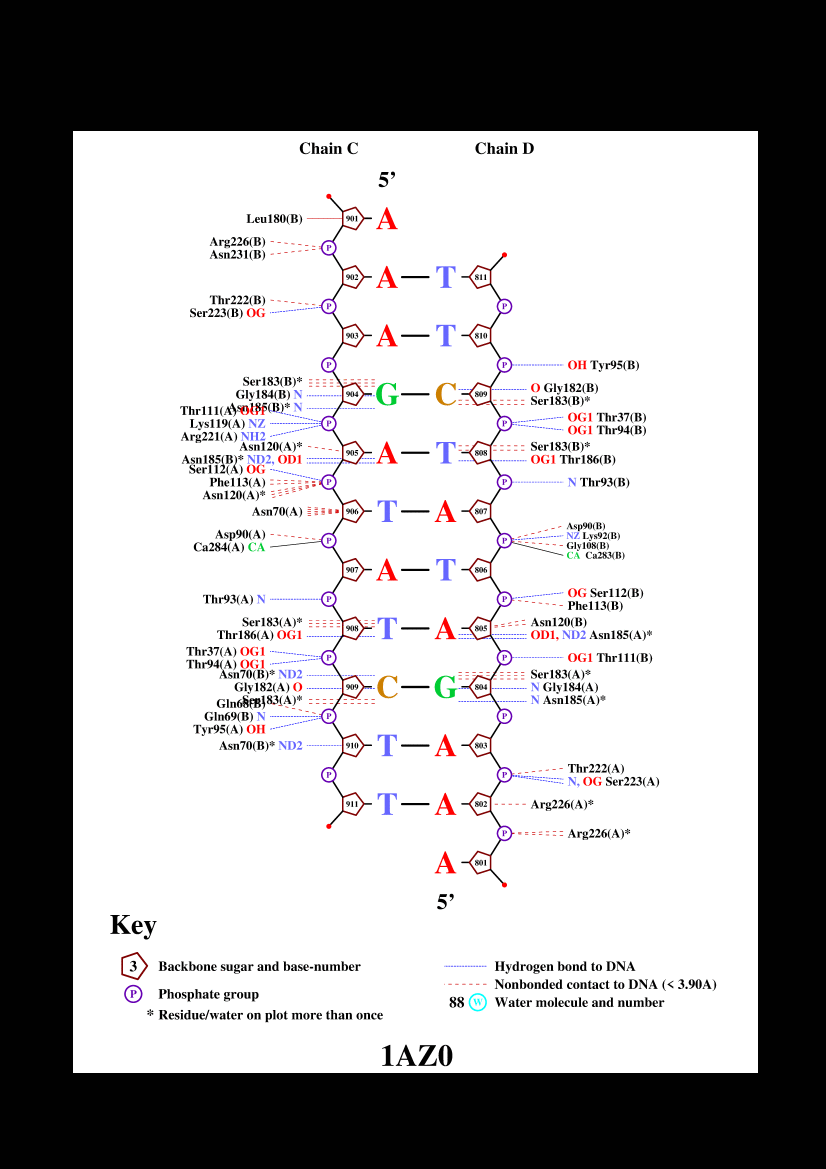 Chain C Chain D
5’
901 A
Leu180(B)
Arg226(B)
P
Asn231(B)
902 A T 811
Thr222(B)
P P
Ser223(B) OG
903 A T 810
P P OH Tyr95(B)
Ser183(B)*
Gly184(B) N 904 G C 809 O Gly182(B)
Ser183(B)*
Asn185(B)* N
Thr111(A) OG1
Lys119(A) NZ P P OG1 Thr37(B)
OG1 Thr94(B)
Arg221(A) NH2
Asn120(A)*
905 A T 808 Ser183(B)*
Asn185(B)* ND2, OD1 OG1 Thr186(B)
Ser112(A) OG
Phe113(A) P P N Thr93(B)
Asn120(A)*
Asn70(A) 906 T A 807
Asp90(B)
Asp90(A) P P NZ Lys92(B)
Ca284(A) CA Gly108(B)
CA Ca283(B)
907 A T 806
Thr93(A) N P P OG Ser112(B)
Phe113(B)
Ser183(A)* 908 T A 805 Asn120(B)
Thr186(A) OG1 OD1, ND2 Asn185(A)*
Thr37(A) OG1 P P OG1 Thr111(B)
Thr94(A) OG1
Asn70(B)* ND2 Ser183(A)*
Gly182(A) O 909 C G 804 N Gly184(A)
Ser183(A)* N Asn185(A)*
Gln68(B)
Gln69(B) N P P
Tyr95(A) OH
Asn70(B)* ND2 910 T A 803
Thr222(A)
P P N, OG Ser223(A)
911 T A 802 Arg226(A)*
P Arg226(A)*
A 801
5’
Key
3 Backbone sugar and base-number
P Phosphate group
* Residue/water on plot more than once
Hydrogen bond to DNA
Nonbonded contact to DNA (< 3.90A)
88 W Water molecule and number
1AZ0